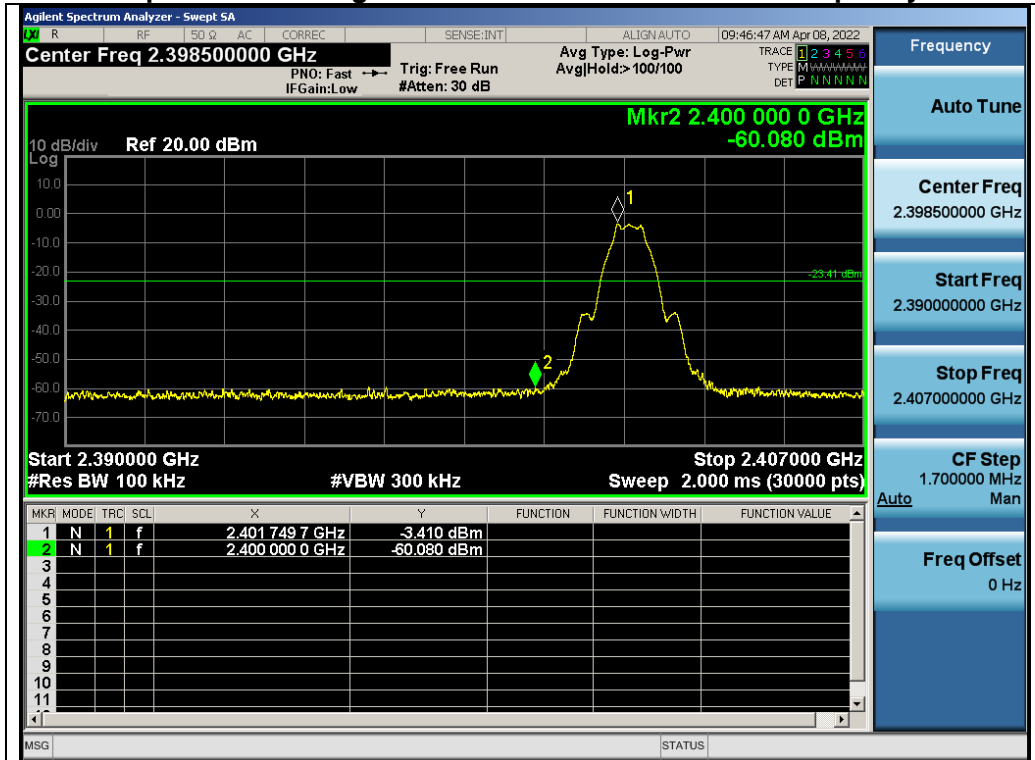 Agilent Spectrum Analyzer - Swept SA
LXI R RF 50 Ω AC CORREC SENSE:INT ALIGN AUTO 09:46:47 AM Apr 08, 2022
Center Freq 2.398500000 GHz
PNO: Fast
IFGain:Low
Trig: Free Run
#Atten: 30 dB
Avg Type: Log-Pwr
Avg|Hold:>100/100
TRACE 1 2 3 4 5 6
TYPE M WWWWW
DET P N N N N N
Mkr2 2.400 000 0 GHz
-60.080 dBm
10 dB/div Ref 20.00 dBm
Log
10.0
0.00
-10.0
-20.0
-30.0
-40.0
-50.0
-60.0
-70.0
1
2
-23.41 dBm
Start 2.390000 GHz Stop 2.407000 GHz
#Res BW 100 kHz #VBW 300 kHz Sweep 2.000 ms (30000 pts)
MKR MODE TRC SCL X Y FUNCTION FUNCTION WIDTH FUNCTION VALUE
1 N 1 f 2.401 749 7 GHz -3.410 dBm
2 N 1 f 2.400 000 0 GHz -60.080 dBm
3
4
5
6
7
8
9
10
11
MSG STATUS
Frequency
Auto Tune
Center Freq
2.398500000 GHz
Start Freq
2.390000000 GHz
Stop Freq
2.407000000 GHz
CF Step
1.700000 MHz
Auto Man
Freq Offset
0 Hz